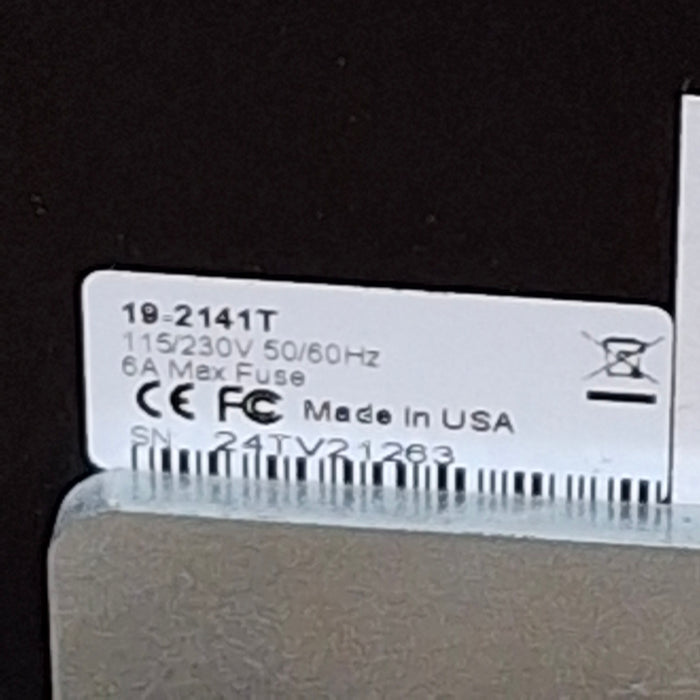 19-2141T
115/230V 50/60Hz
6A Max Fuse
CE FC Made In USA
SN 24TV21263